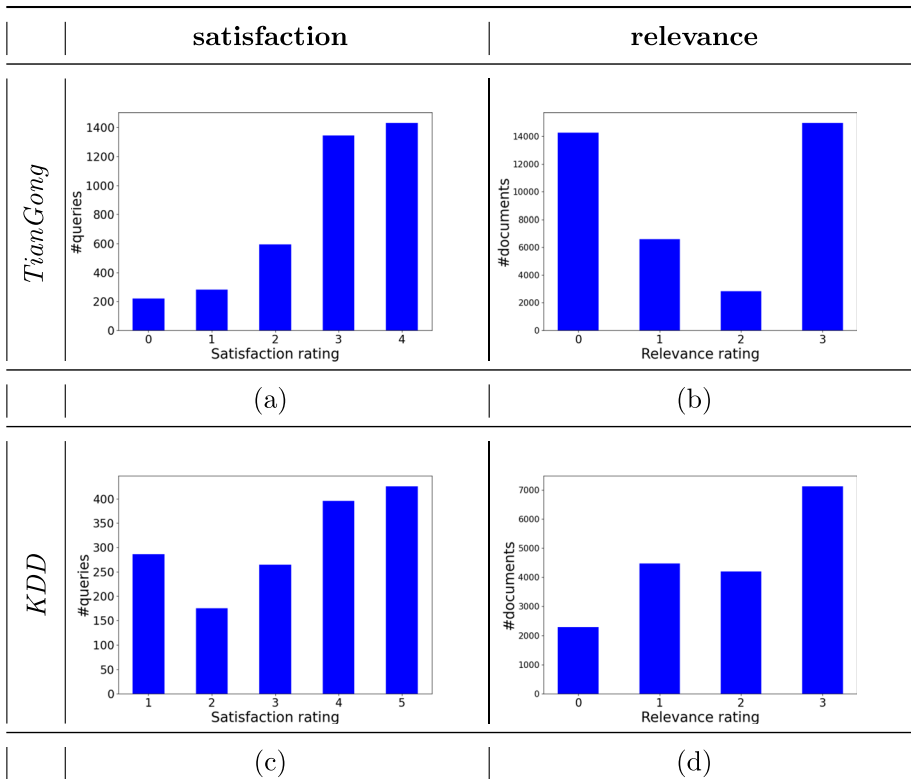 satisfaction relevance
TianGong
#queries
1400
1200
1000
800
600
400
200
0
0 1 2 3 4
Satisfaction rating
#documents
14000
12000
10000
8000
6000
4000
2000
0
0 1 2 3
Relevance rating
(a) (b)
KDD
#queries
400
350
300
250
200
150
100
50
0
1 2 3 4 5
Satisfaction rating
#documents
7000
6000
5000
4000
3000
2000
1000
0
0 1 2 3
Relevance rating
(c) (d)